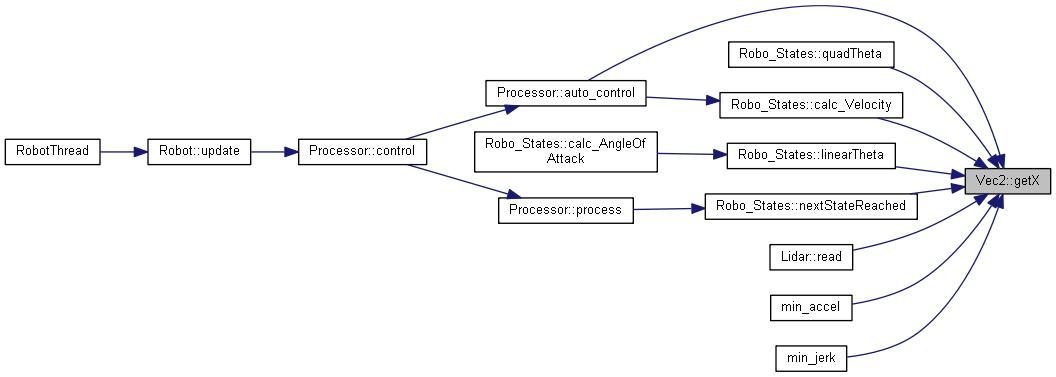 RobotThread
Robot::update
Processor::control
Processor::auto_control
Robo_States::calc_AngleOf
Attack
Processor::process
Robo_States::quadTheta
Robo_States::calc_Velocity
Robo_States::linearTheta
Robo_States::nextStateReached
Lidar::read
min_accel
min_jerk
Vec2::getX